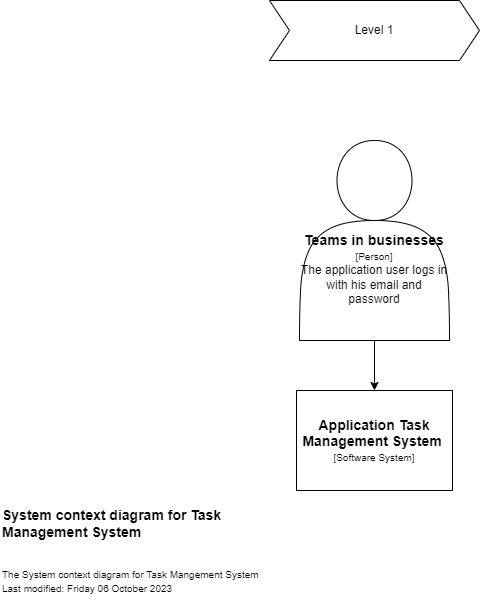 Level 1
Teams in businesses
[Person]
The application user logs in
with his email and
password
Application Task
Management System
[Software System]
System context diagram for Task
Management System
The System context diagram for Task Mangement System
Last modified: Friday 06 October 2023